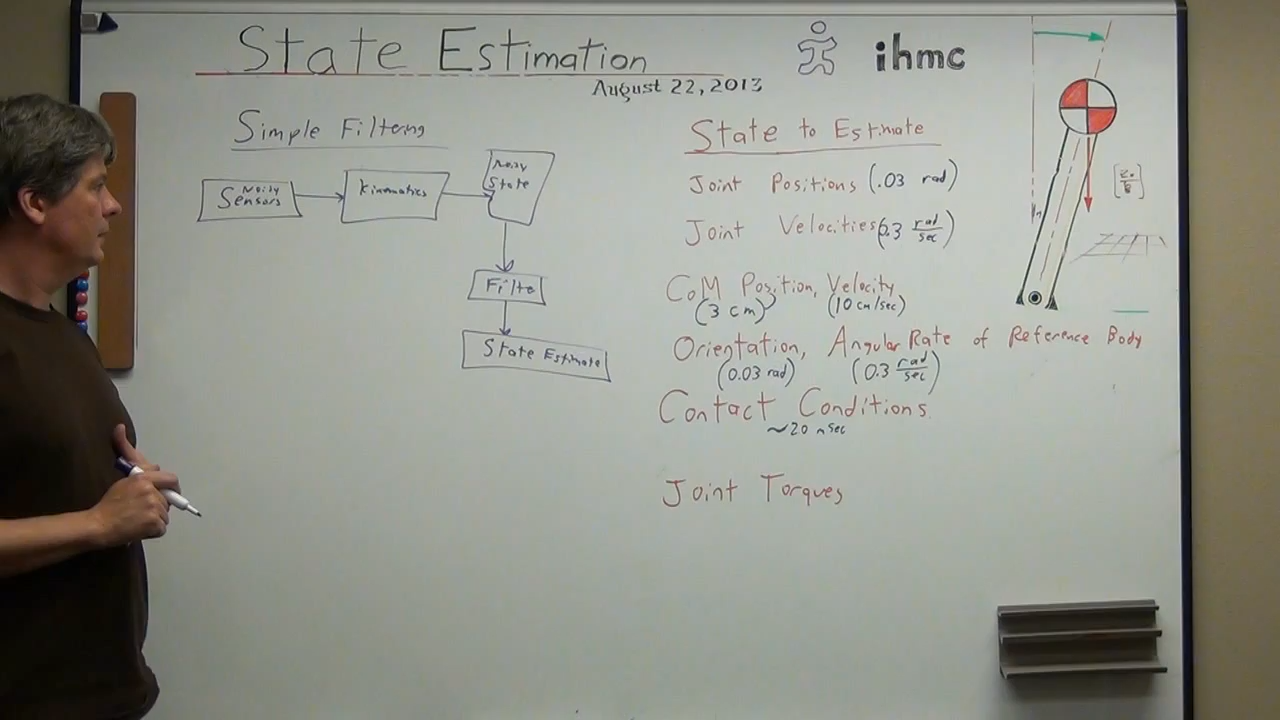 State Estimation
ihmc
August 22, 2013
Simple Filtering
Noisy
Sensors
Kinematics
Noisy
State
Filte
State Estimate
State to Estimate
Joint Positions (.03 rad)
Joint Velocities (0.3 rad/sec)
CoM Position, Velocity
(3 cm) (10 cm/sec)
Orientation, Angular Rate of Reference Body
(0.03 rad) (0.3 rad/sec)
Contact Conditions
~20 msec
Joint Torques